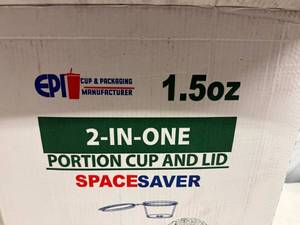 EPI CUP & PACKAGING
MANUFACTURER
1.5oz
2-IN-ONE
PORTION CUP AND LID
SPACESAVER